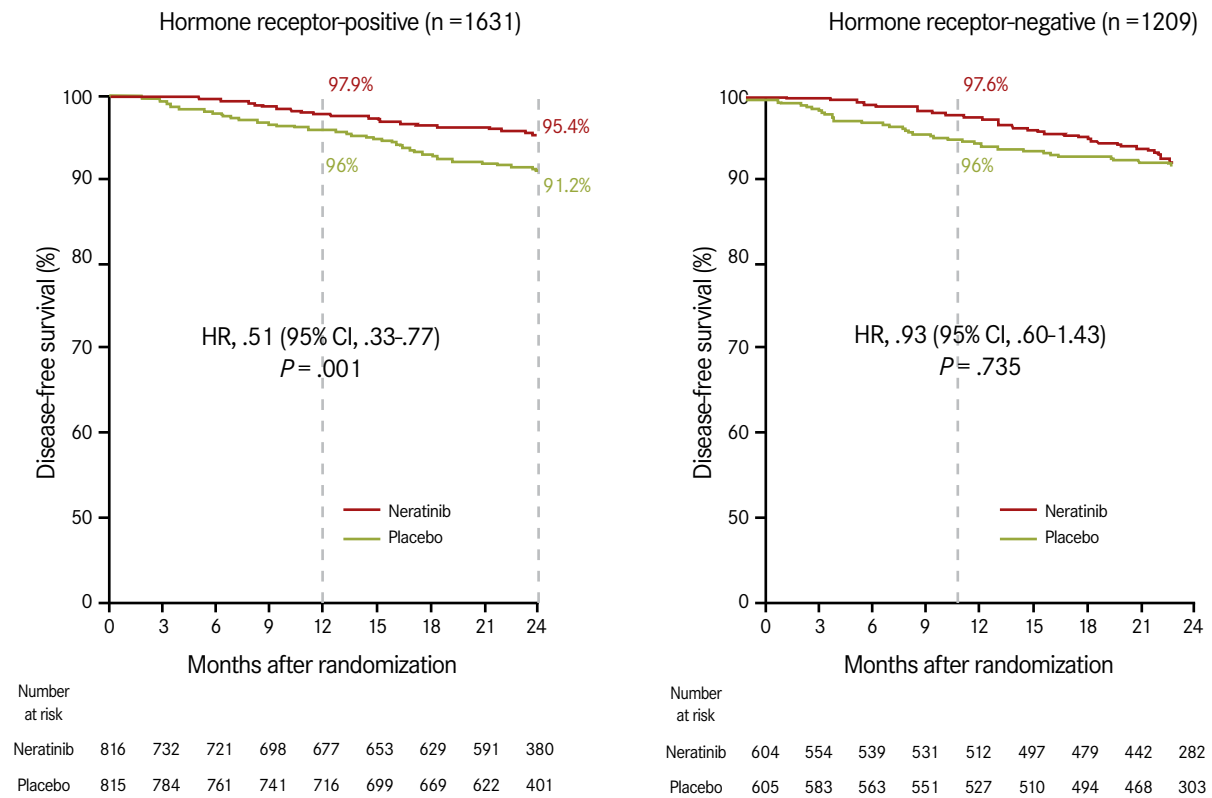 Hormone receptor-positive (n =1631)
97.9%
95.4%
96%
91.2%
100
90
80
70
60
50
0
Disease-free survival (%)
HR, .51 (95% CI, .33-.77)
P = .001
Neratinib
Placebo
0 3 6 9 12 15 18 21 24
Months after randomization
Number
at risk
Neratinib 816 732 721 698 677 653 629 591 380
Placebo 815 784 761 741 716 699 669 622 401
Hormone receptor-negative (n =1209)
97.6%
96%
100
90
80
70
60
50
0
Disease-free survival (%)
HR, .93 (95% CI, .60-1.43)
P = .735
Neratinib
Placebo
0 3 6 9 12 15 18 21 24
Months after randomization
Number
at risk
Neratinib 604 554 539 531 512 497 479 442 282
Placebo 605 583 563 551 527 510 494 468 303